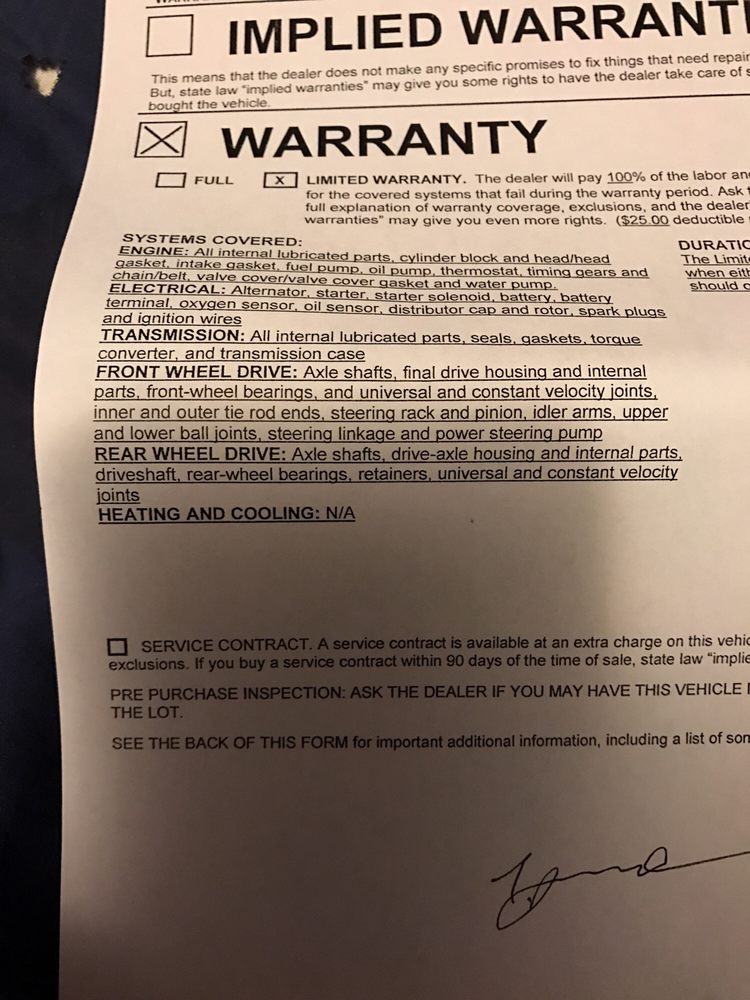 IMPLIED WARRANT
This means that the dealer does not make any specific promises to fix things that need repair
But, state law "implied warranties" may give you some rights to have the dealer take care of s
bought the vehicle.
X WARRANTY
FULL X LIMITED WARRANTY. The dealer will pay 100% of the labor an
for the covered systems that fail during the warranty period. Ask t
full explanation of warranty coverage, exclusions, and the dealer
warranties" may give you even more rights. ($25.00 deductible
SYSTEMS COVERED:
ENGINE: All internal lubricated parts, cylinder block and head/head
gasket, intake gasket, fuel pump, oil pump, thermostat, timing gears and
chain/belt, valve cover/valve cover gasket and water pump.
ELECTRICAL: Alternator, starter, starter solenoid, battery, battery
terminal, oxygen sensor, oil sensor, distributor cap and rotor, spark plugs
and ignition wires
TRANSMISSION: All internal lubricated parts, seals, gaskets, torque
converter, and transmission case
FRONT WHEEL DRIVE: Axle shafts, final drive housing and internal
parts, front-wheel bearings, and universal and constant velocity joints,
inner and outer tie rod ends, steering rack and pinion, idler arms, upper
and lower ball joints, steering linkage and power steering pump
REAR WHEEL DRIVE: Axle shafts, drive-axle housing and internal parts,
driveshaft, rear-wheel bearings, retainers, universal and constant velocity
joints
HEATING AND COOLING: N/A
DURATIO
The Limit
when eith
should c
SERVICE CONTRACT. A service contract is available at an extra charge on this vehic
exclusions. If you buy a service contract within 90 days of the time of sale, state law "implie
PRE PURCHASE INSPECTION: ASK THE DEALER IF YOU MAY HAVE THIS VEHICLE I
THE LOT.
SEE THE BACK OF THIS FORM for important additional information, including a list of som